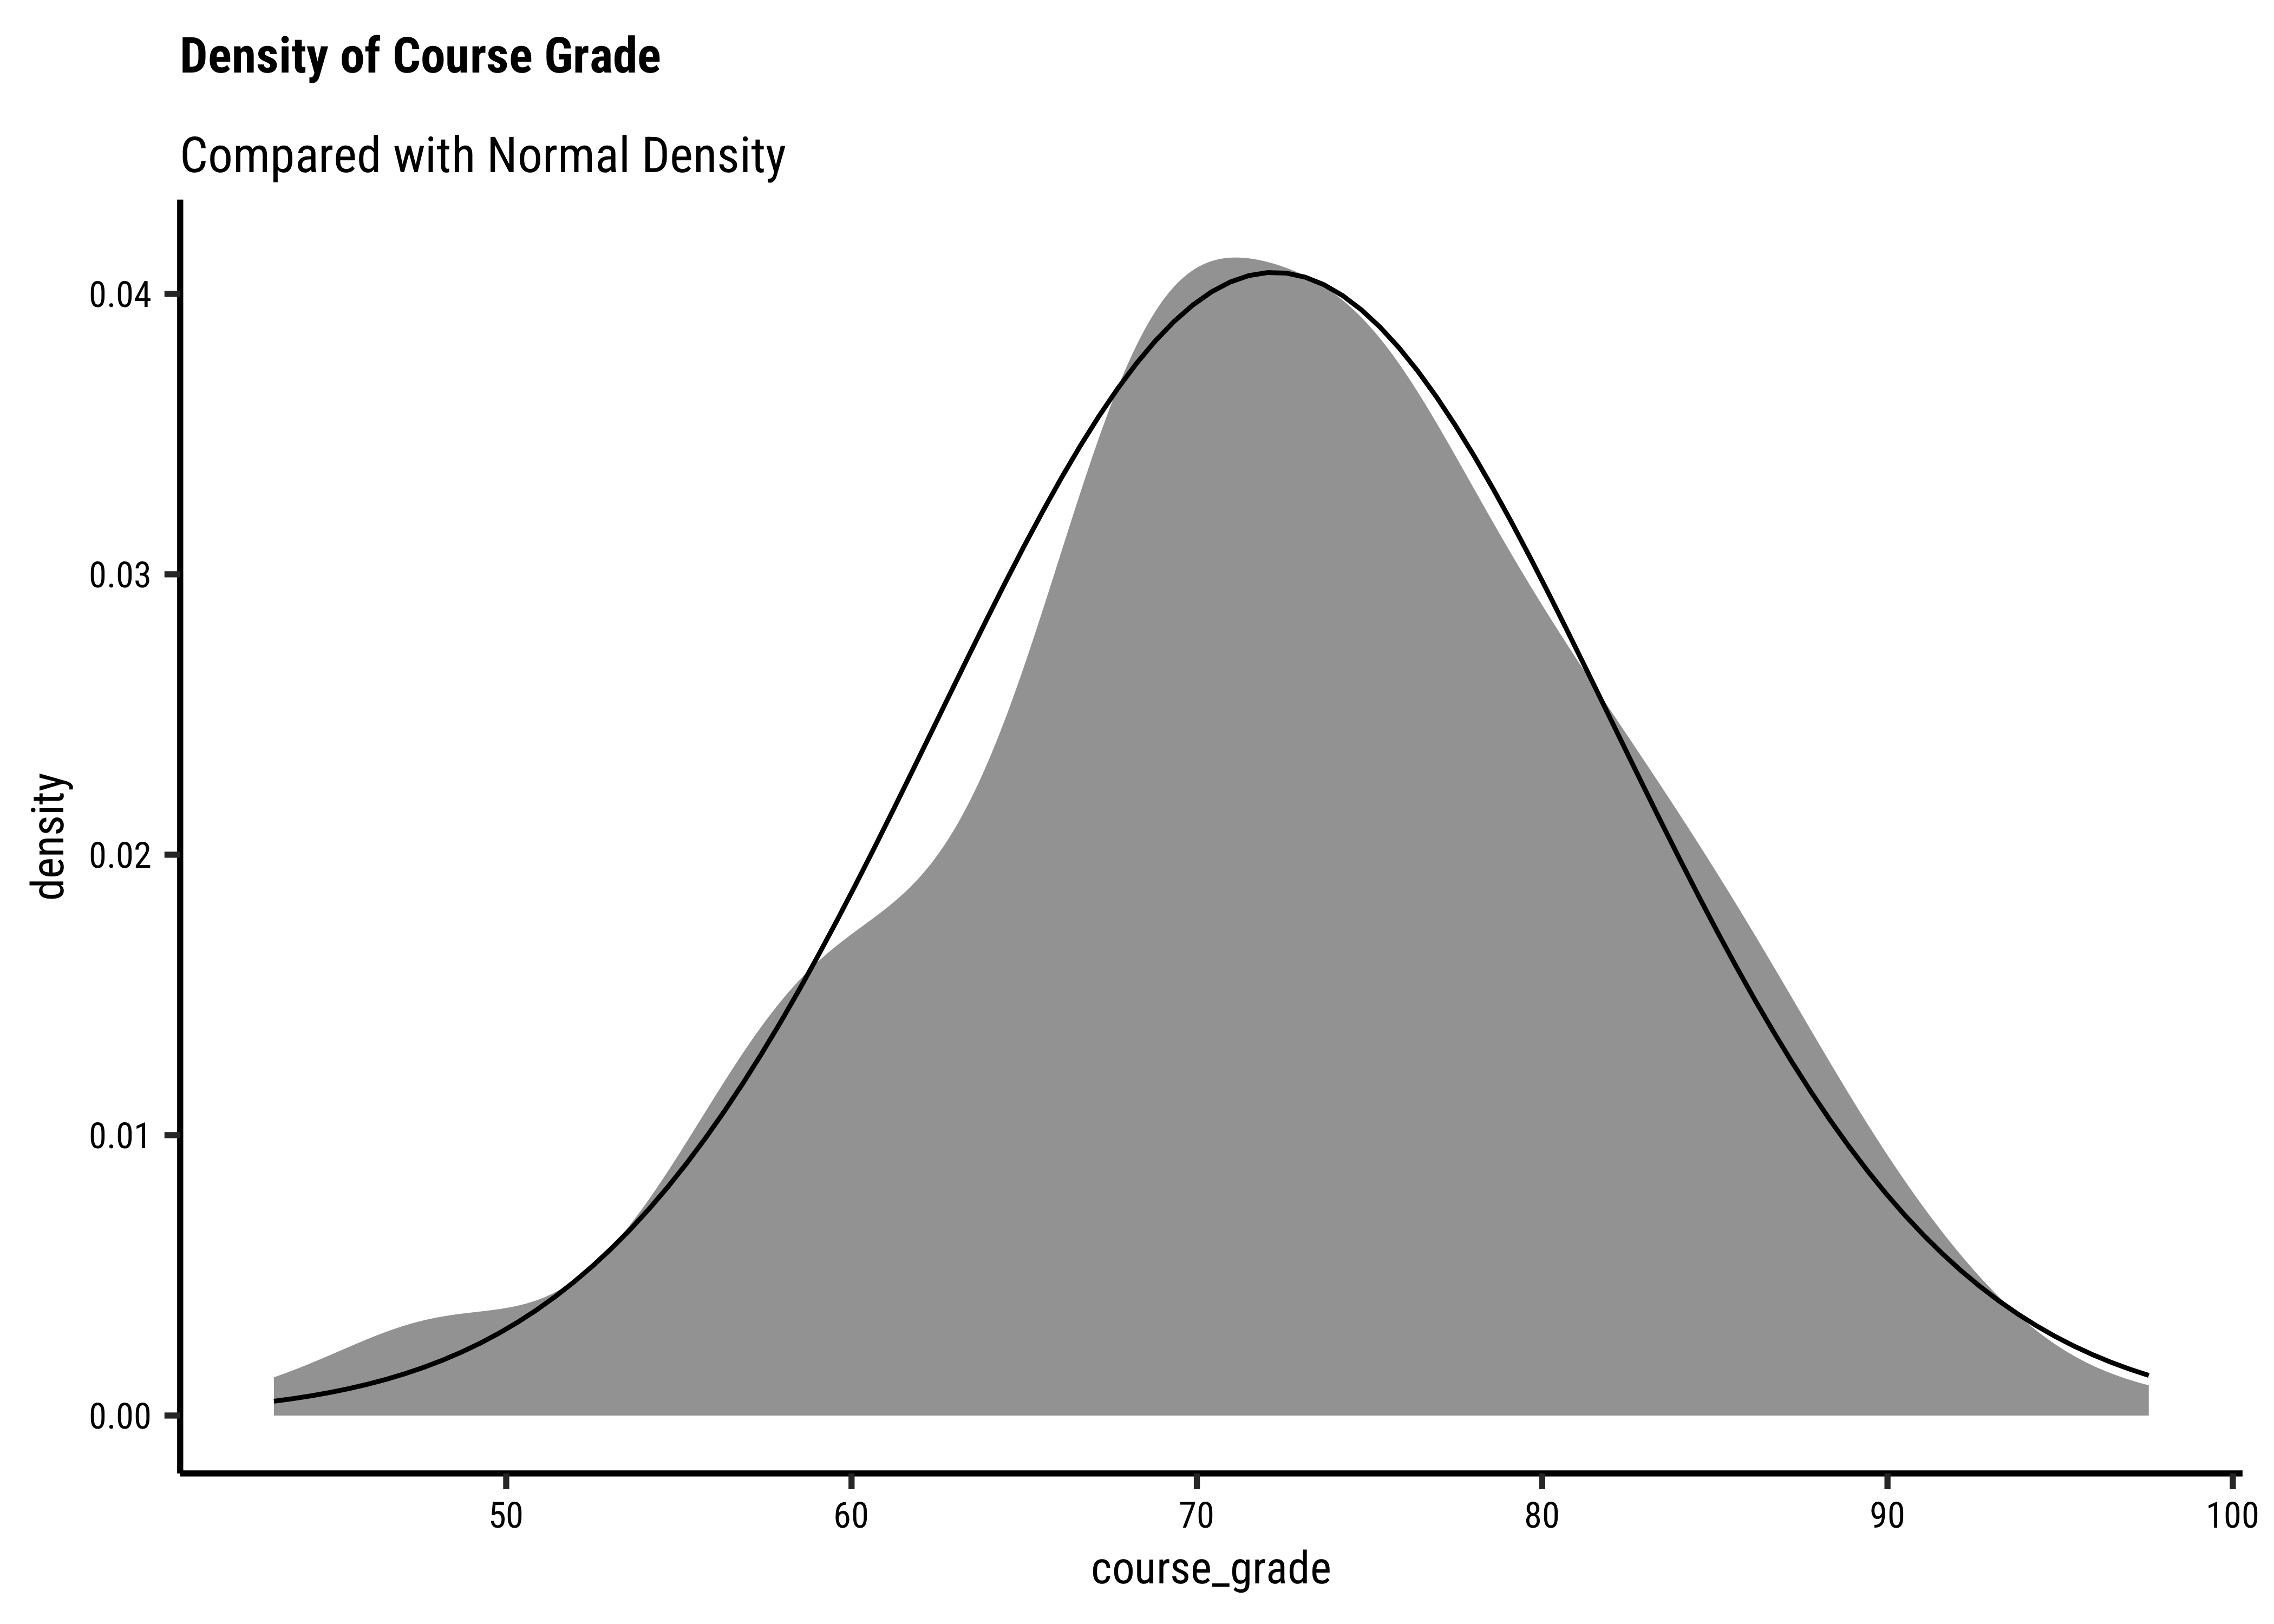 Density of Course Grade
Compared with Normal Density
0.04
0.03
0.02
0.01
0.00
density
50 60 70 80 90 100
course_grade